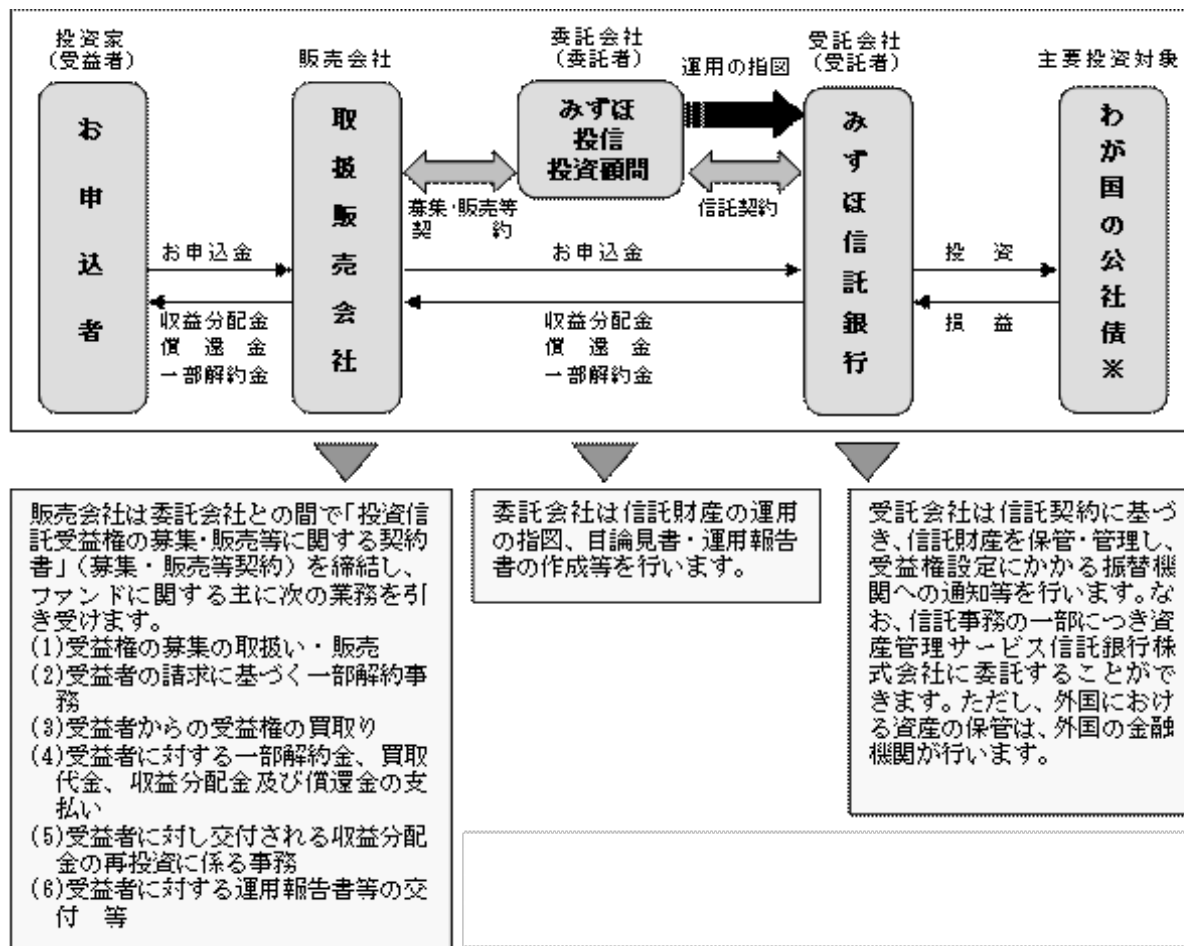 投資家
（受益者）
販売会社
委託会社
（委託者）
受託会社
（受託者）
主要投資対象
運用の指図
お申込者
取扱販売会社
みずほ
投信
投資顧問
みずほ信託銀行
わが国の公社債※
募集・販売等
契　　約
信託契約
お申込金
お申込金
投　資
収益分配金
償　還　金
一部解約金
収益分配金
償　還　金
一部解約金
損　益
販売会社は委託会社との間で「投資信
託受益権の募集・販売等に関する契約
書」（募集・販売等契約）を締結し、
ファンドに関する主に次の業務を引
き受けます。
(1)受益権の募集の取扱い・販売
(2)受益者の請求に基づく一部解約事
務
(3)受益者からの受益権の買取り
(4)受益者に対する一部解約金、買取
代金、収益分配金及び償還金の支
払い
(5)受益者に対し交付される収益分配
金の再投資に係る事務
(6)受益者に対する運用報告書等の交
付　等
委託会社は信託財産の運用
の指図、目論見書・運用報告
書の作成等を行います。
受託会社は信託契約に基づ
き、信託財産を保管・管理し、
受益権設定にかかる振替機
関への通知等を行います。な
お、信託事務の一部につき資
産管理サービス信託銀行株
式会社に委託することがで
きます。ただし、外国におけ
る資産の保管は、外国の金融
機関が行います。